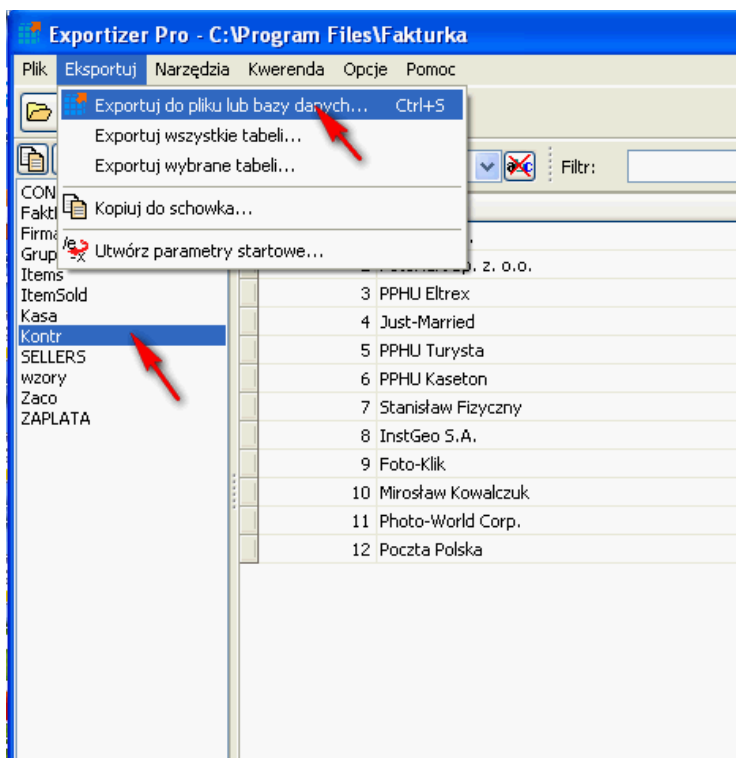 Exportizer Pro - C:\Program Files\Fakturka
Plik Eksportuj Narzędzia Kwerenda Opcje Pomoc
Exportuj do pliku lub bazy danych... Ctrl+S
Exportuj wszystkie tabeli...
Exportuj wybrane tabeli...
Filtr:
Kopiuj do schowka...
Utwórz parametry startowe...
CON
Firma
Grup
Items
ItemSold
Kasa
Kontr
SELLERS
wzory
Zaco
ZAPLATA
z. o.o.
3 PPHU Eltrex
4 Just-Married
5 PPHU Turysta
6 PPHU Kaseton
7 Stanisław Fizyczny
8 InstGeo S.A.
9 Foto-Klik
10 Mirosław Kowalczuk
11 Photo-World Corp.
12 Poczta Polska